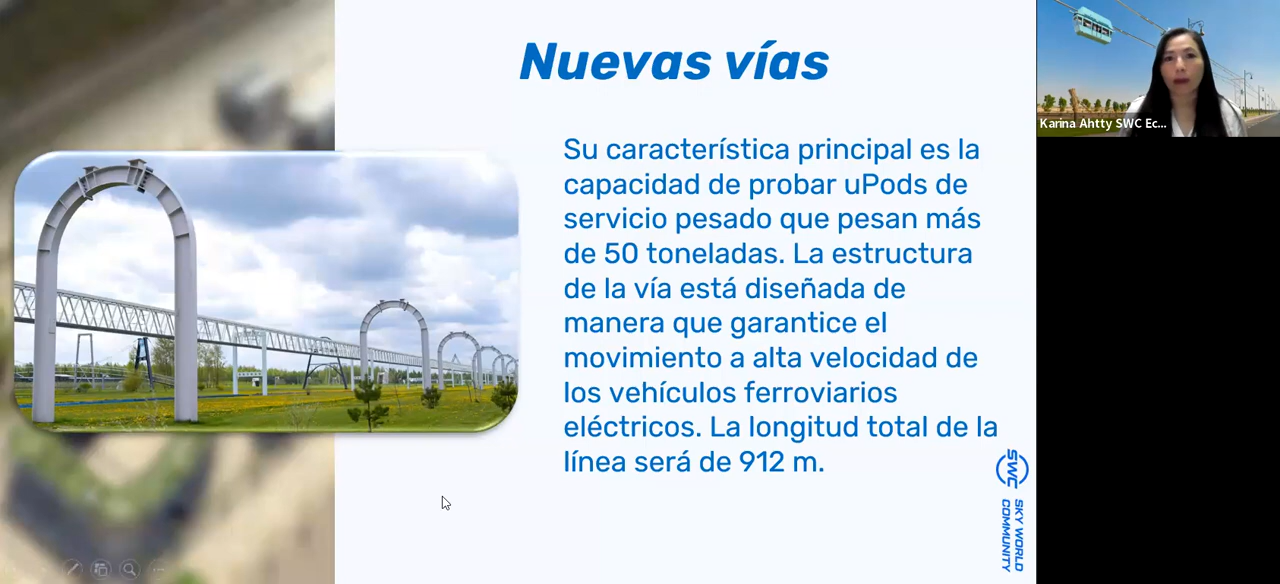 Nuevas vías
Su característica principal es la
capacidad de probar uPods de
servicio pesado que pesan más
de 50 toneladas. La estructura
de la vía está diseñada de
manera que garantice el
movimiento a alta velocidad de
los vehículos ferroviarios
eléctricos. La longitud total de la
línea será de 912 m.
SWC
SKY WORLD
COMMUNITY
Karina Ahtty SWC Ec...